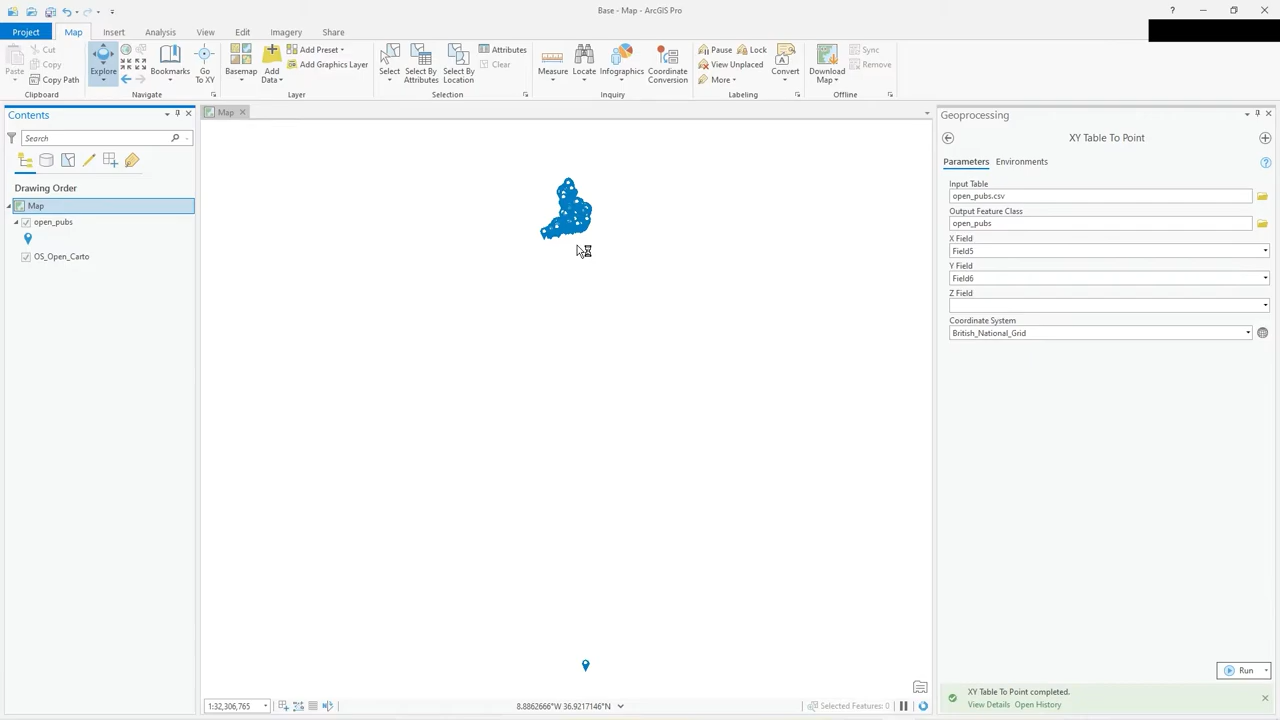 Base - Map - ArcGIS Pro
?
Project
Map
Insert
Analysis
View
Edit
Imagery
Share
Paste
Cut
Copy
Copy Path
Clipboard
Explore
Bookmarks
Go
To XY
Navigate
Basemap
Add
Data
Add Preset
Add Graphics Layer
Layer
Select
Select By
Attributes
Select By
Location
Attributes
Clear
Selection
Measure
Locate
Infographics
Coordinate
Conversion
Inquiry
Pause
Lock
View Unplaced
More
Convert
Labeling
Download
Map
Sync
Remove
Offline
Contents
Search
Drawing Order
Map
open_pubs
OS_Open_Carto
Map
1:32,306,765
8.8862666°W 36.9217146°N
Selected Features: 0
Geoprocessing
XY Table To Point
Parameters
Environments
?
Input Table
open_pubs.csv
Output Feature Class
open_pubs
X Field
Field5
Y Field
Field6
Z Field
Coordinate System
British_National_Grid
Run
XY Table To Point completed.
View Details Open History